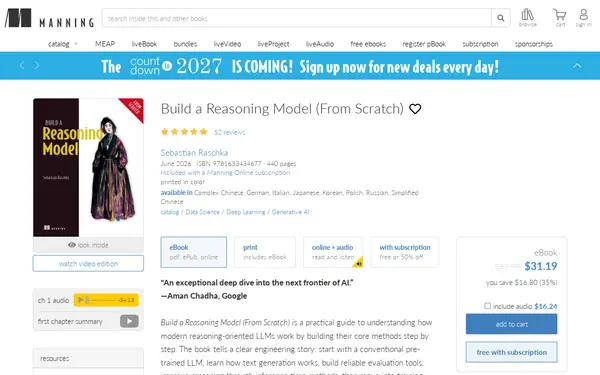 MANNING
search inside this and other books
browse
cart
sign in
catalog
MEAP
liveBook
bundles
liveVideo
liveProject
liveAudio
free ebooks
register pBook
subscription
sponsorships
The count down to 2027 IS COMING! Sign up now for new deals every day!
FROM SCRATCH
BUILD A
Reasoning
Model
Sebastian Raschka
MANNING
look inside
watch video edition
ch 1 audio
first chapter summary
resources
Build a Reasoning Model (From Scratch)
52 reviews
Sebastian Raschka
June 2026 · ISBN 9781633434677 · 440 pages
Included with a Manning Online subscription
printed in color
available in Complex Chinese, German, Italian, Japanese, Korean, Polish, Russian, Simplified
Chinese
catalog / Data Science / Deep Learning / Generative AI
eBook
pdf, ePub, online
print
includes eBook
online + audio
read and listen
with subscription
free or 50% off
"An exceptional deep dive into the next frontier of AI."
—Aman Chadha, Google
Build a Reasoning Model (From Scratch) is a practical guide to understanding how
modern reasoning-oriented LLMs work by building their core methods step by
step. The book tells a clear engineering story: start with a conventional pre-
trained LLM, learn how text generation works, build reliable evaluation tools,
eBook
$31.19
you save $16.80 (35%)
include audio $16.24
add to cart
free with subscription